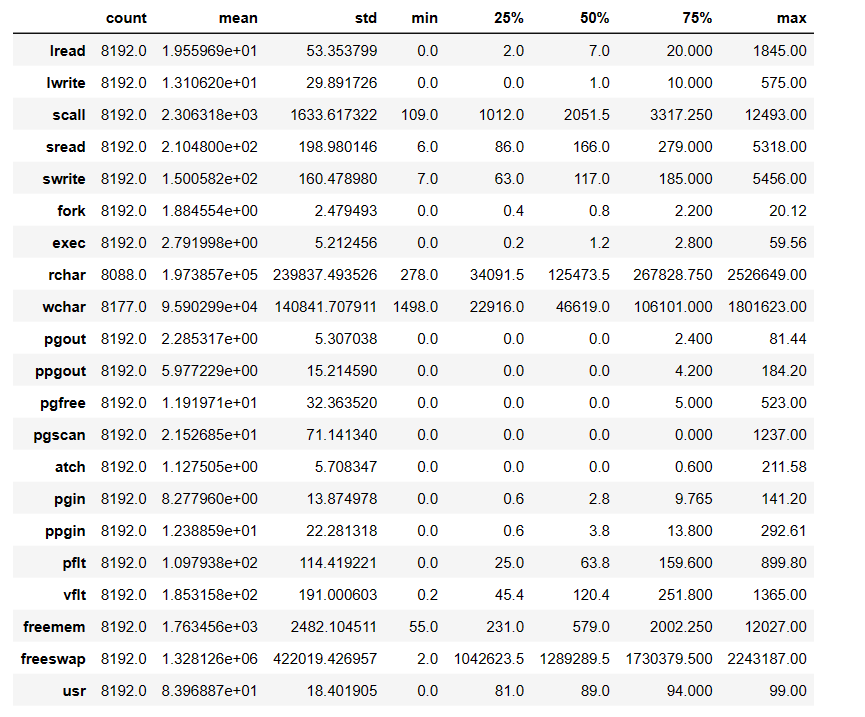 count mean std min 25% 50% 75% max
lread 8192.0 1.955969e+01 53.353799 0.0 2.0 7.0 20.000 1845.00
lwrite 8192.0 1.310620e+01 29.891726 0.0 0.0 1.0 10.000 575.00
scall 8192.0 2.306318e+03 1633.617322 109.0 1012.0 2051.5 3317.250 12493.00
sread 8192.0 2.104800e+02 198.980146 6.0 86.0 166.0 279.000 5318.00
swrite 8192.0 1.500582e+02 160.478980 7.0 63.0 117.0 185.000 5456.00
fork 8192.0 1.884554e+00 2.479493 0.0 0.4 0.8 2.200 20.12
exec 8192.0 2.791998e+00 5.212456 0.0 0.2 1.2 2.800 59.56
rchar 8088.0 1.973857e+05 239837.493526 278.0 34091.5 125473.5 267828.750 2526649.00
wchar 8177.0 9.590299e+04 140841.707911 1498.0 22916.0 46619.0 106101.000 1801623.00
pgout 8192.0 2.285317e+00 5.307038 0.0 0.0 0.0 2.400 81.44
ppgout 8192.0 5.977229e+00 15.214590 0.0 0.0 0.0 4.200 184.20
pgfree 8192.0 1.191971e+01 32.363520 0.0 0.0 0.0 5.000 523.00
pgscan 8192.0 2.152685e+01 71.141340 0.0 0.0 0.0 0.000 1237.00
atch 8192.0 1.127505e+00 5.708347 0.0 0.0 0.0 0.600 211.58
pgin 8192.0 8.277960e+00 13.874978 0.0 0.6 2.8 9.765 141.20
ppgin 8192.0 1.238859e+01 22.281318 0.0 0.6 3.8 13.800 292.61
pflt 8192.0 1.097938e+02 114.419221 0.0 25.0 63.8 159.600 899.80
vflt 8192.0 1.853158e+02 191.000603 0.2 45.4 120.4 251.800 1365.00
freemem 8192.0 1.763456e+03 2482.104511 55.0 231.0 579.0 2002.250 12027.00
freeswap 8192.0 1.328126e+06 422019.426957 2.0 1042623.5 1289289.5 1730379.500 2243187.00
usr 8192.0 8.396887e+01 18.401905 0.0 81.0 89.0 94.000 99.00